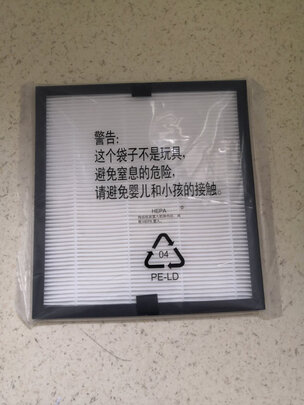 警告:
这个袋子不是玩具,
避免窒息的危险,
请避免婴儿和小孩的接触。
HEPA
04
PE-LD